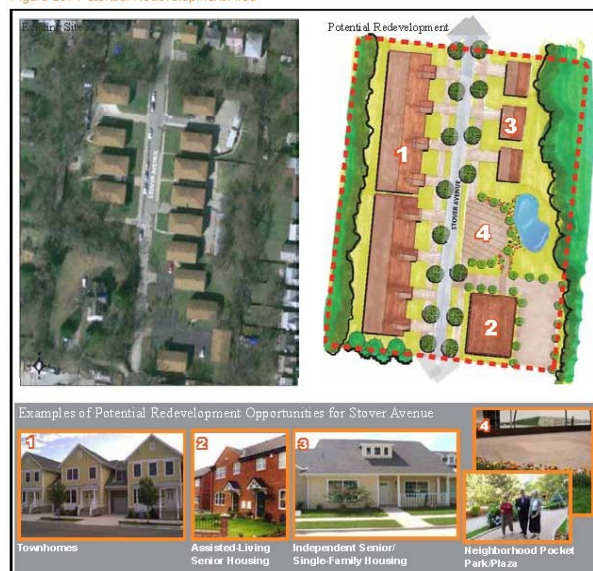 Existing Site
Potential Redevelopment
1
3
STOVER AVENUE
4
2
Examples of Potential Redevelopment Opportunities for Stover Avenue
1
2
3
4
Townhomes
Assisted-Living
Senior Housing
Independent Senior/
Single-Family Housing
Neighborhood Pocket
Park/Plaza